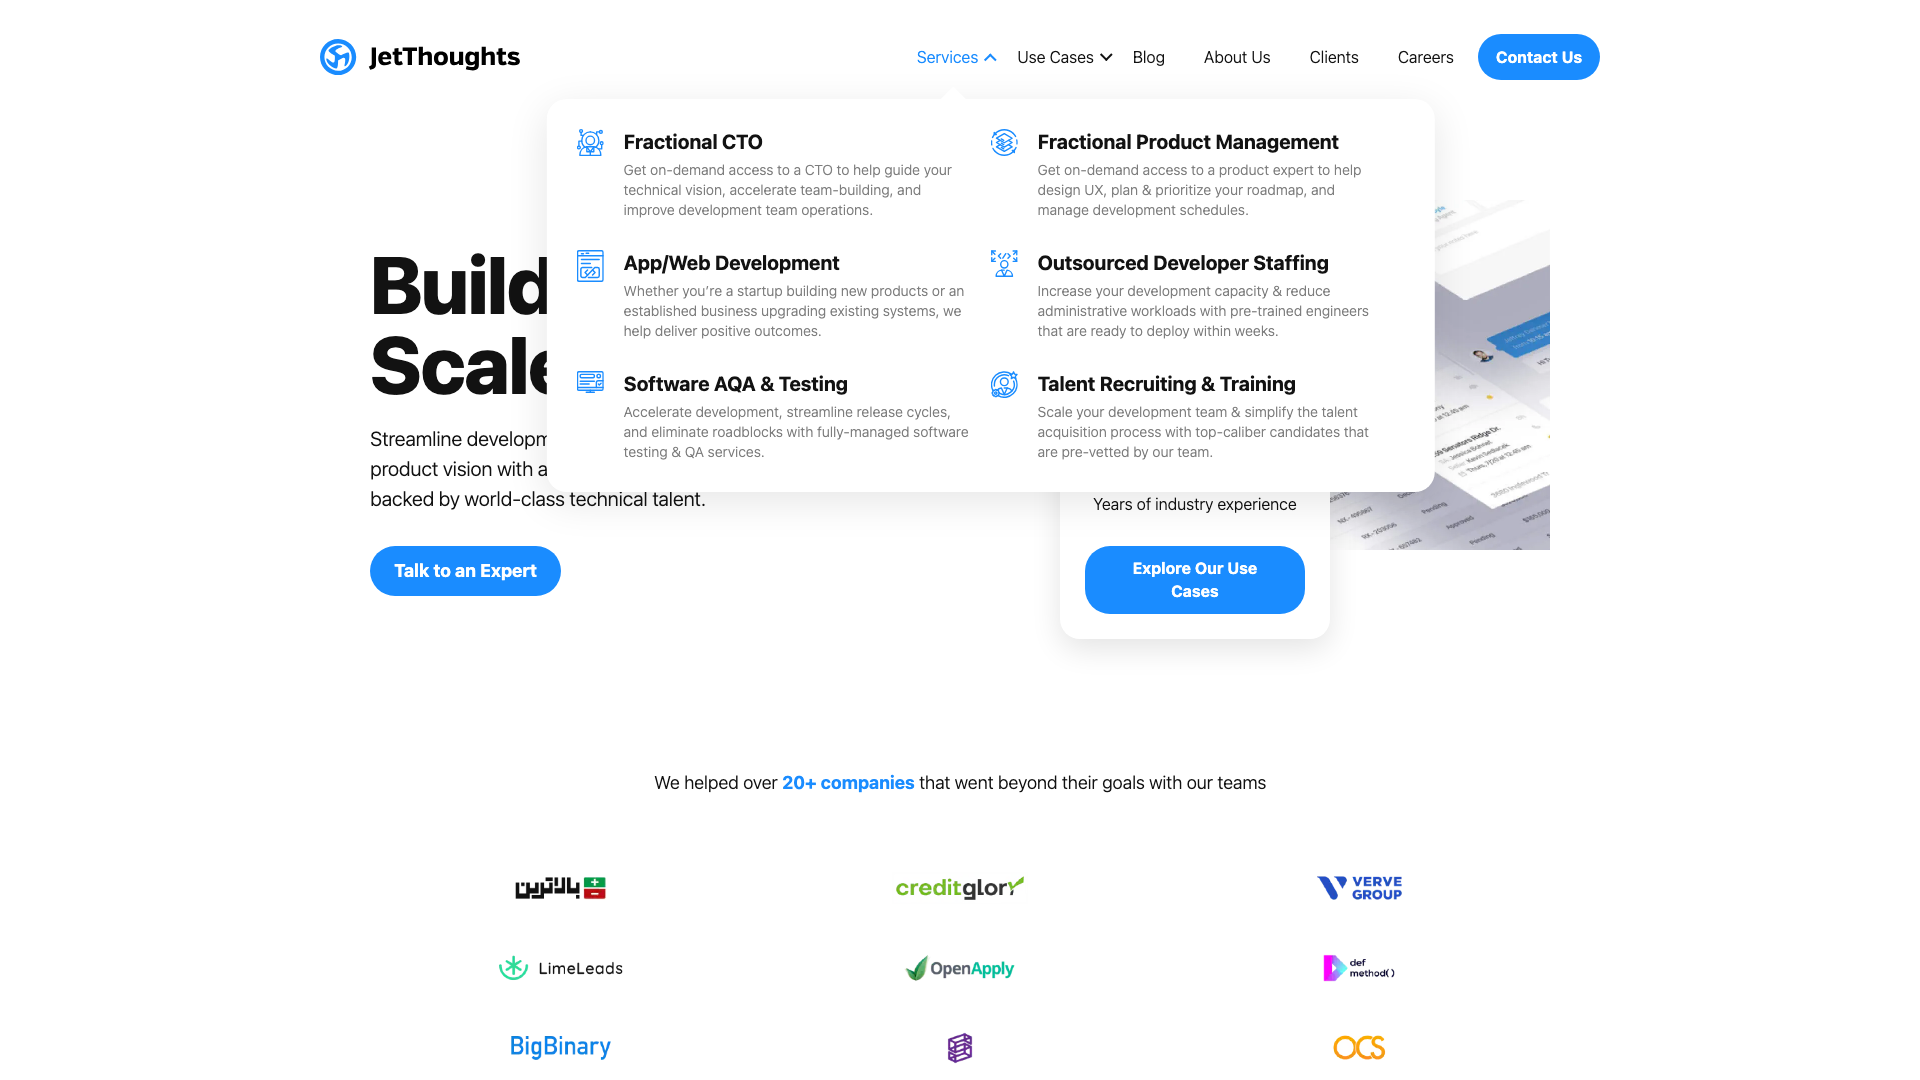 JetThoughts
Services
Use Cases
Blog
About Us
Clients
Careers
Contact Us
Fractional CTO
Get on-demand access to a CTO to help guide your
technical vision, accelerate team-building, and
improve development team operations.
Fractional Product Management
Get on-demand access to a product expert to help
design UX, plan & prioritize your roadmap, and
manage development schedules.
App/Web Development
Whether you’re a startup building new products or an
established business upgrading existing systems, we
help deliver positive outcomes.
Outsourced Developer Staffing
Increase your development capacity & reduce
administrative workloads with pre-trained engineers
that are ready to deploy within weeks.
Software AQA & Testing
Accelerate development, streamline release cycles,
and eliminate roadblocks with fully-managed software
testing & QA services.
Talent Recruiting & Training
Scale your development team & simplify the talent
acquisition process with top-caliber candidates that
are pre-vetted by our team.
Build
Scale
Streamline developm
product vision with a
backed by world-class technical talent.
Talk to an Expert
Years of industry experience
Explore Our Use
Cases
Pending
Approved
Pending
We helped over 20+ companies that went beyond their goals with our teams
بالاترین
creditglory
VERVE
GROUP
LimeLeads
OpenApply
def
method()
BigBinary
OCS